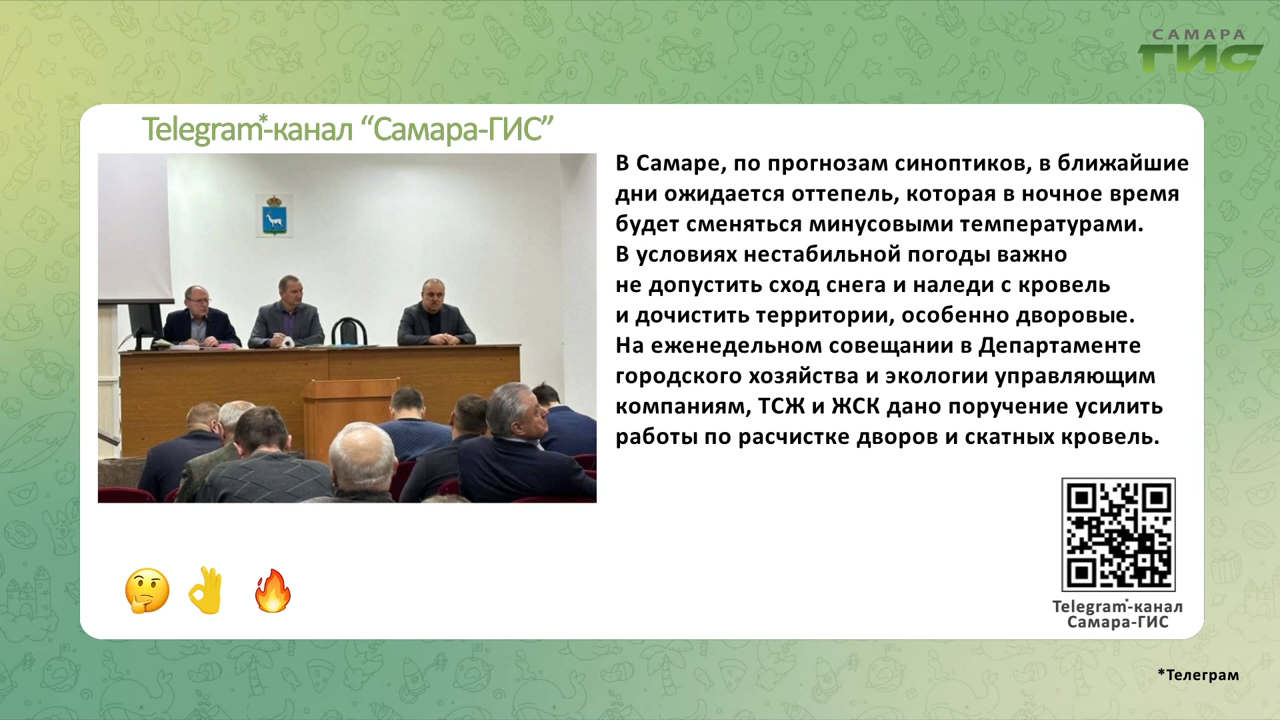 САМАРА
ГИС
Telegram*-канал “Самара-ГИС”
В Самаре, по прогнозам синоптиков, в ближайшие
дни ожидается оттепель, которая в ночное время
будет сменяться минусовыми температурами.
В условиях нестабильной погоды важно
не допустить сход снега и наледи с кровель
и дочистить территории, особенно дворовые.
На еженедельном совещании в Департаменте
городского хозяйства и экологии управляющим
компаниям, ТСЖ и ЖСК дано поручение усилить
работы по расчистке дворов и скатных кровель.
Telegram*-канал
Самара-ГИС
*Телеграм